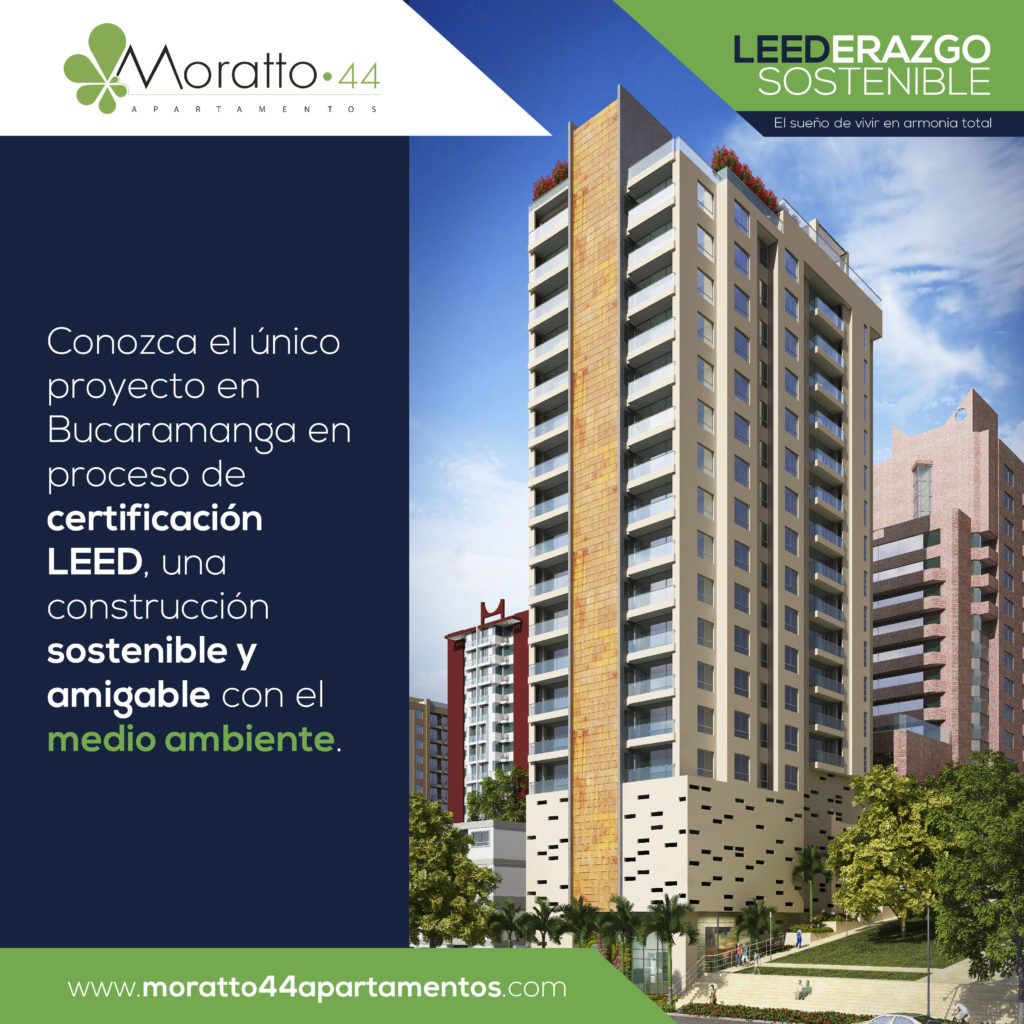 Moratto • 44
APARTAMENTOS
LEEDERAZGO
SOSTENIBLE
El sueño de vivir en armonia total
Conozca el único
proyecto en
Bucaramanga en
proceso de
certificación
LEED, una
construcción
sostenible y
amigable con el
medio ambiente.
www.moratto44apartamentos.com